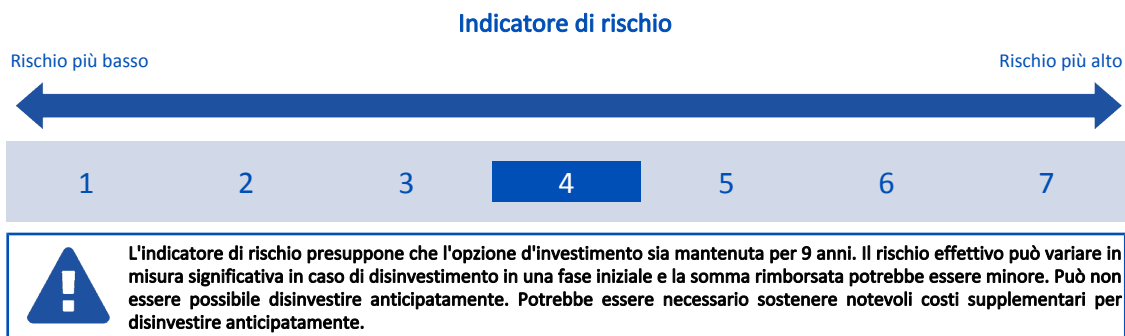 Indicatore di rischio
Rischio più basso
Rischio più alto
1 2 3 4 5 6 7
L'indicatore di rischio presuppone che l'opzione d'investimento sia mantenuta per 9 anni. Il rischio effettivo può variare in
misura significativa in caso di disinvestimento in una fase iniziale e la somma rimborsata potrebbe essere minore. Può non
essere possibile disinvestire anticipatamente. Potrebbe essere necessario sostenere notevoli costi supplementari per
disinvestire anticipatamente.